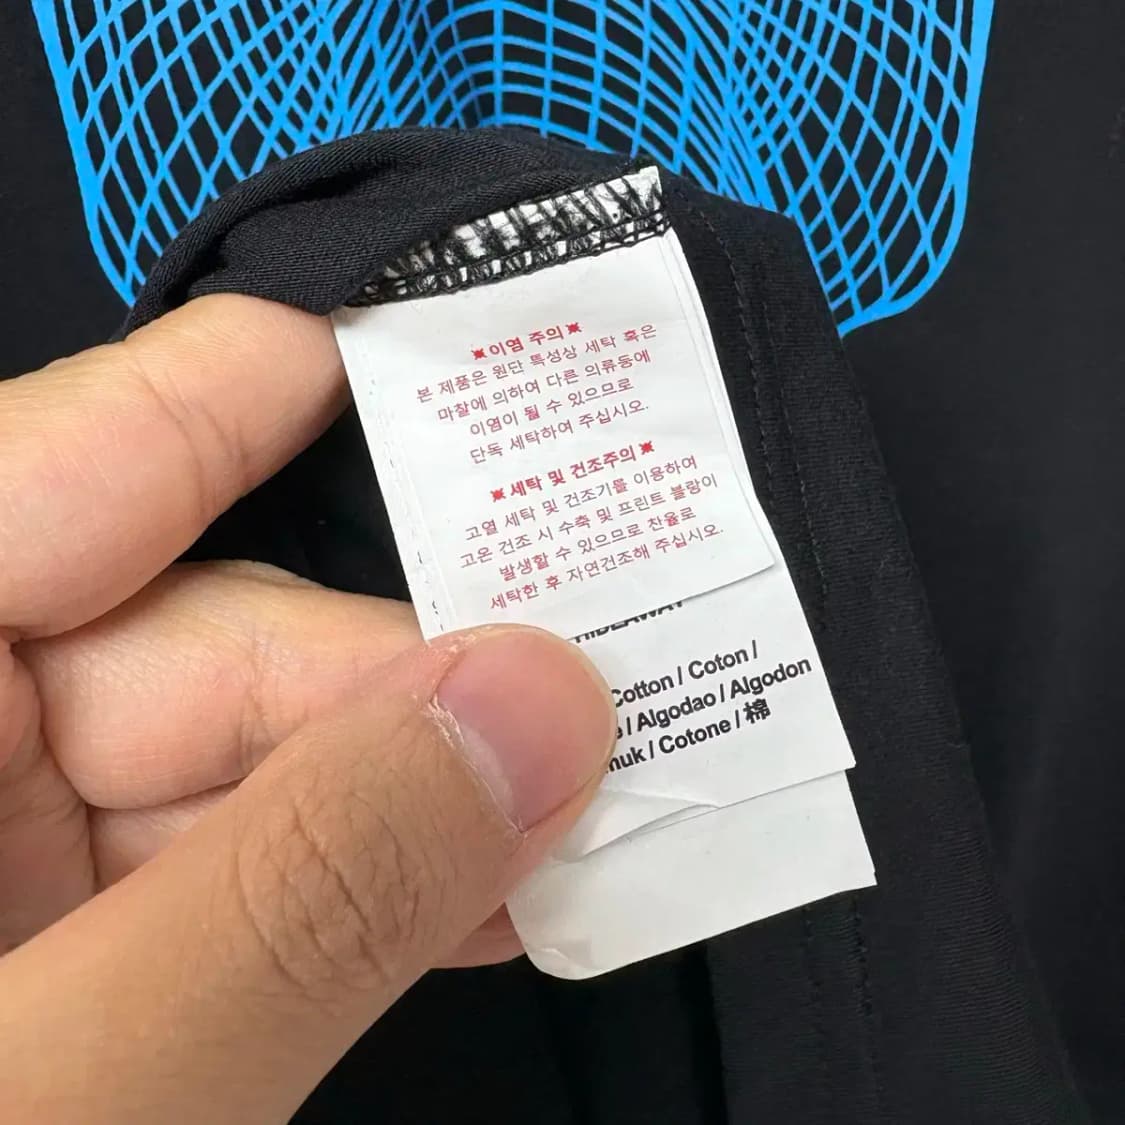 ※이염 주의※
본 제품은 원단 특성상 세탁 혹은
마찰에 의하여 다른 의류등에
이염이 될 수 있으므로
단독 세탁하여 주십시오.
※세탁 및 건조주의※
고열 세탁 및 건조기를 이용하여
고온 건조 시 수축 및 프린트 불량이
발생할 수 있으므로 찬물로
세탁한 후 자연건조해 주십시오.
HIDEAWAY
Cotton / Coton /
/ Algodao / Algodon
/ Cotone / 棉